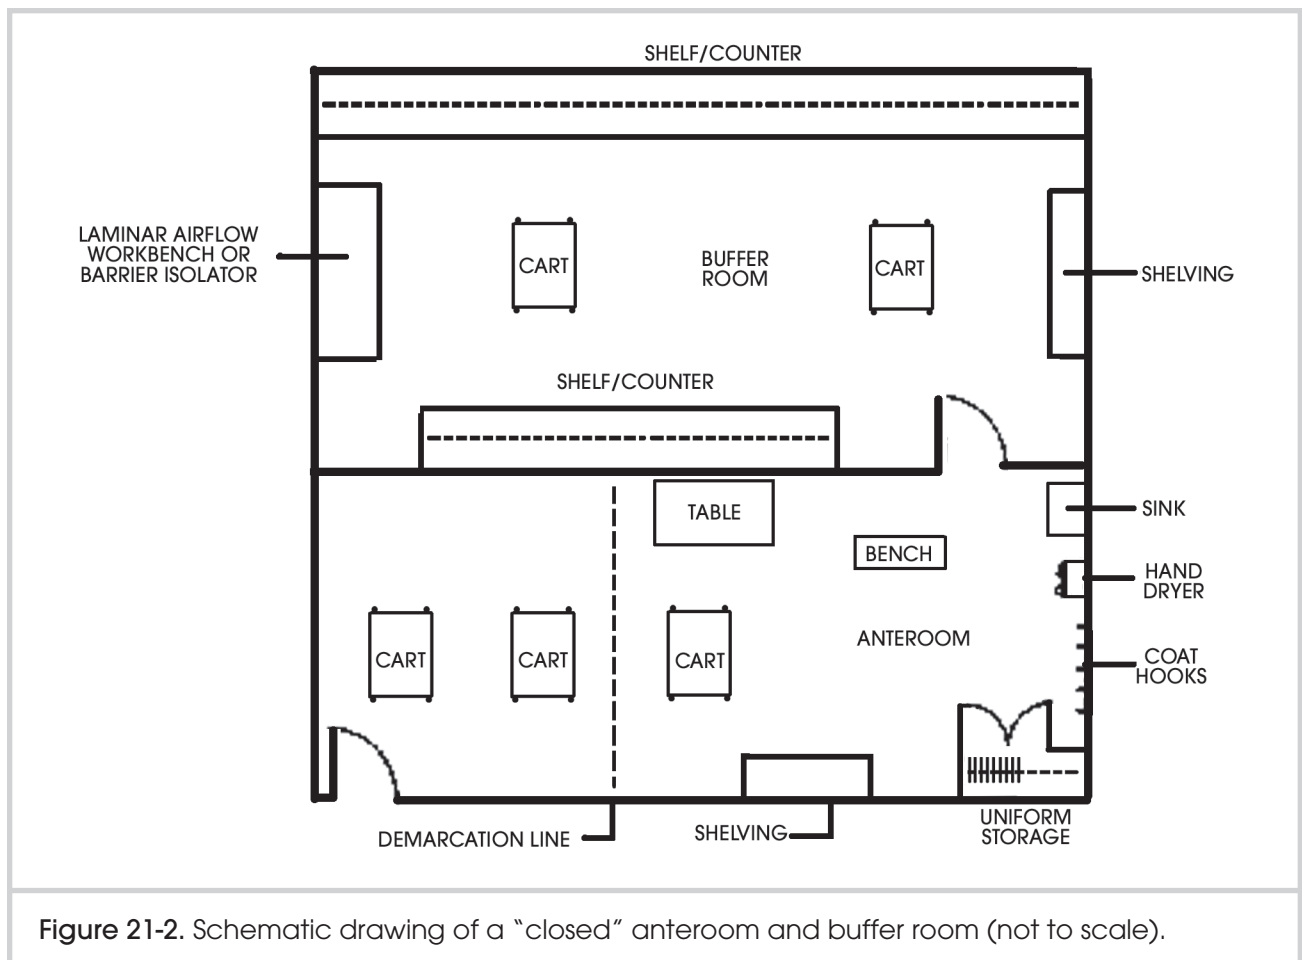 SHELF/COUNTER
LAMINAR AIRFLOW
WORKBENCH OR
BARRIER ISOLATOR
CART
BUFFER
ROOM
CART
SHELVING
SHELF/COUNTER
TABLE
SINK
BENCH
HAND
DRYER
ANTEROOM
CART
CART
CART
COAT
HOOKS
DEMARCATION LINE
SHELVING
UNIFORM
STORAGE
Figure 21-2. Schematic drawing of a “closed” anteroom and buffer room (not to scale).